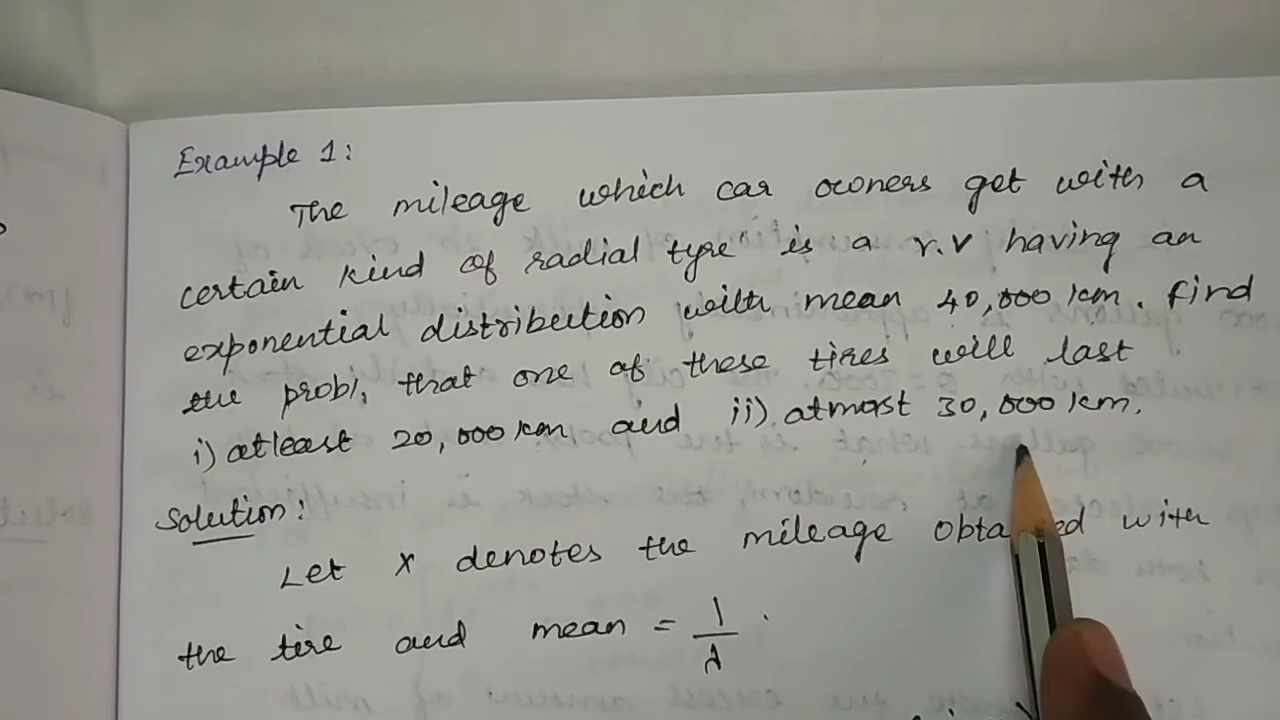 Example 1:
The mileage which car owners get with a
certain kind of radial tyre is a r.v having an
exponential distribution with mean 40,000 km. Find
the prob!, that one of these tires will last
i) atleast 20,000 km and ii) atmost 30,000 km.
Solution:
Let x denotes the mileage with
the tire and mean = 1/λ.